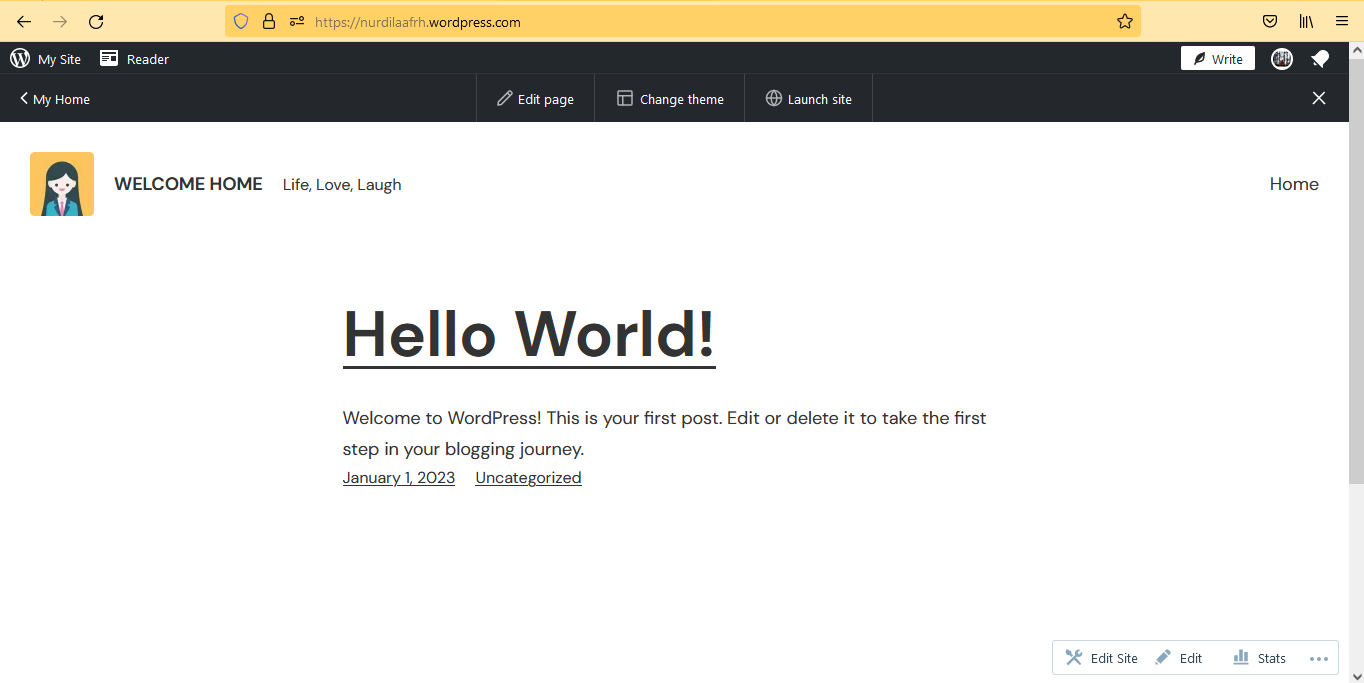 https://nurdilaafrh.wordpress.com
My Site Reader Write
My Home Edit page Change theme Launch site
WELCOME HOME Life, Love, Laugh Home
Hello World!
Welcome to WordPress! This is your first post. Edit or delete it to take the first
step in your blogging journey.
January 1, 2023 Uncategorized
Edit Site Edit Stats